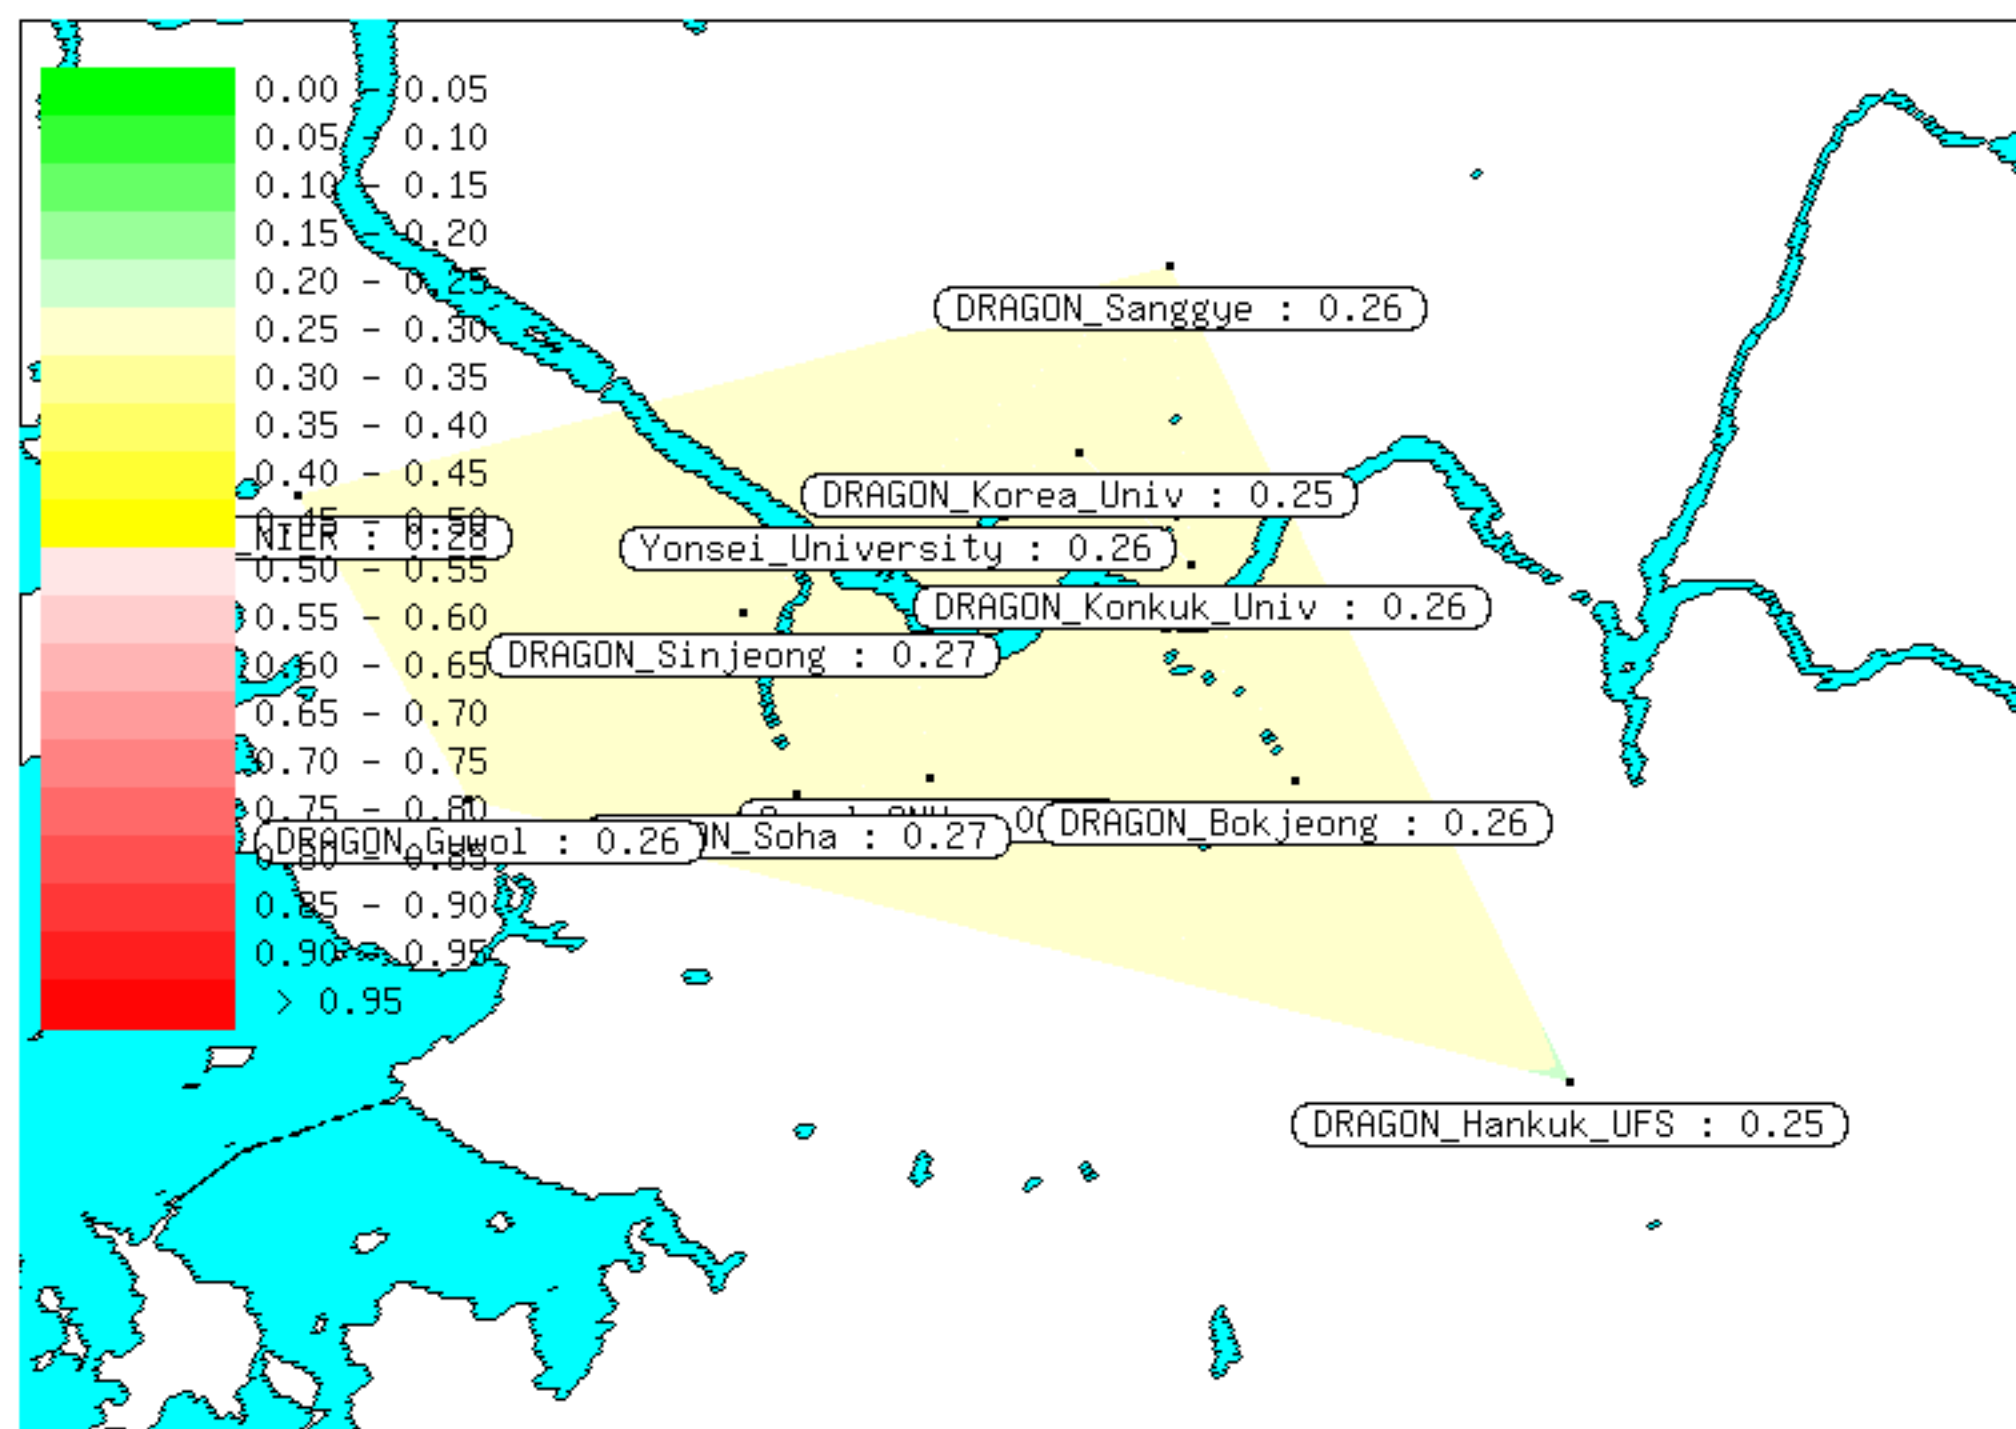 0.00 - 0.05
0.05 - 0.10
0.10 - 0.15
0.15 - 0.20
0.20 - 0.25
0.25 - 0.30
0.30 - 0.35
0.35 - 0.40
0.40 - 0.45
0.45 - 0.50
0.50 - 0.55
0.55 - 0.60
0.60 - 0.65
0.65 - 0.70
0.70 - 0.75
0.75 - 0.80
0.80 - 0.85
0.85 - 0.90
0.90 - 0.95
> 0.95
DRAGON_Sanggye : 0.26
DRAGON_Korea_Univ : 0.25
_NIER : 0.28
Yonsei_University : 0.26
DRAGON_Konkuk_Univ : 0.26
DRAGON_Sinjeong : 0.27
DRAGON_Bokjeong : 0.26
DRAGON_Guwol : 0.26
N_Soha : 0.27
DRAGON_Hankuk_UFS : 0.25